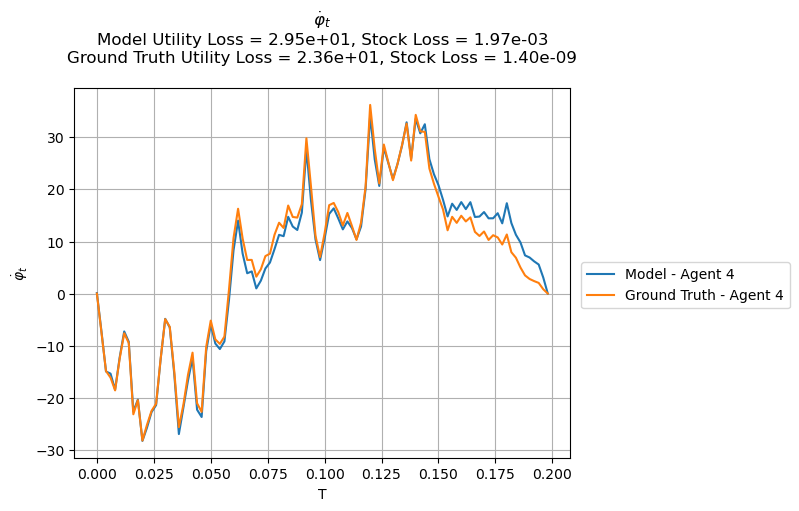 φ̇ₜ
Model Utility Loss = 2.95e+01, Stock Loss = 1.97e-03
Ground Truth Utility Loss = 2.36e+01, Stock Loss = 1.40e-09
30
20
10
0
−10
−20
−30
φ̇ₜ
0.000
0.025
0.050
0.075
0.100
0.125
0.150
0.175
0.200
T
Model - Agent 4
Ground Truth - Agent 4